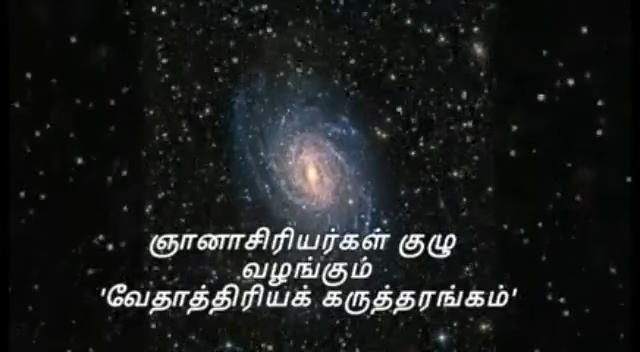 ஞானாசிரியர்கள் குழு
வழங்கும்
'வேதாத்திரியக் கருத்தரங்கம்'